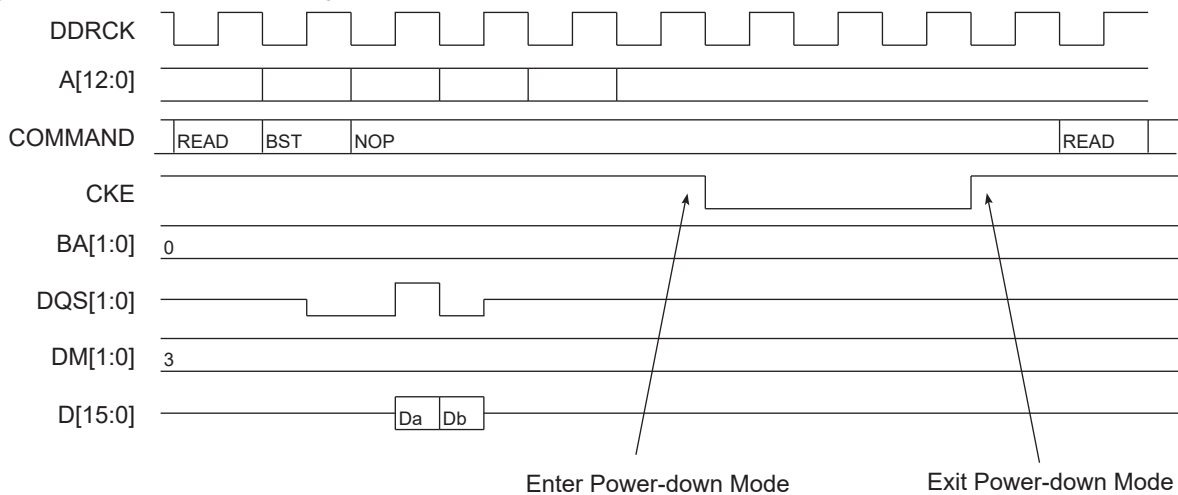 DDRCK
A[12:0]
COMMAND READ BST NOP READ
CKE
BA[1:0] 0
DQS[1:0]
DM[1:0] 3
D[15:0] Da Db
Enter Power-down Mode Exit Power-down Mode